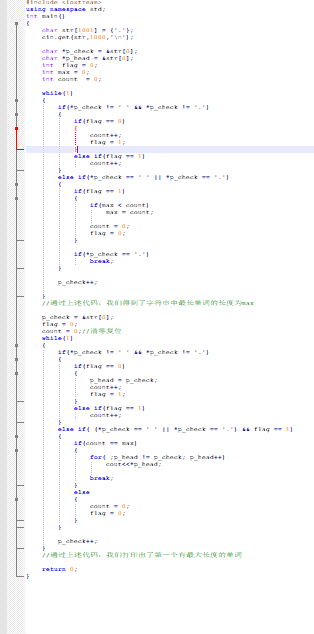 #include <iostream>
using namespace std;
int main()
{
char str[1001] = {'.'};
cin.get(str,1000,'\n');
char *p_check = &str[0];
char *p_head = &str[0];
int flag = 0;
int max = 0;
int count = 0;
while(1)
{
if(*p_check != ' ' && *p_check != '.')
{
if(flag == 0)
{
count++;
flag = 1;
}
else if(flag == 1)
count++;
}
else if(*p_check == ' ' || *p_check == '.')
{
if(flag == 1)
{
if(max < count)
max = count;
count = 0;
flag = 0;
}
if(*p_check == '.')
break;
}
p_check++;
}
//通过上述代码，我们得到了字符串中最长单词的长度为max
p_check = &str[0];
flag = 0;
count = 0;//清零复位
while(1)
{
if(*p_check != ' ' && *p_check != '.')
{
if(flag == 0)
{
p_head = p_check;
count++;
flag = 1;
}
else if(flag == 1)
count++;
}
else if( (*p_check == ' ' || *p_check == '.') && flag == 1)
{
if(count == max)
{
for( ;p_head != p_check; p_head++)
cout<<*p_head;
break;
}
else
{
count = 0;
flag = 0;
}
}
p_check++;
}
//通过上述代码，我们打印出了第一个有最大长度的单词
return 0;
}